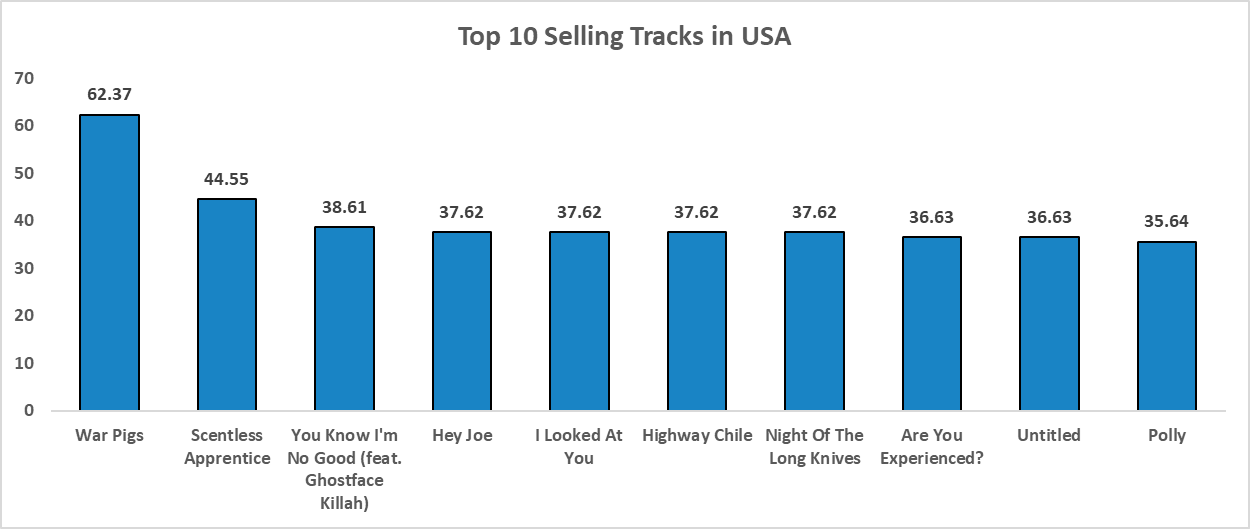 Top 10 Selling Tracks in USA
70
60
50
40
30
20
10
0
62.37
44.55
38.61
37.62
37.62
37.62
37.62
36.63
36.63
35.64
War Pigs
Scentless
Apprentice
You Know I'm
No Good (feat.
Ghostface
Killah)
Hey Joe
I Looked At
You
Highway Chile
Night Of The
Long Knives
Are You
Experienced?
Untitled
Polly